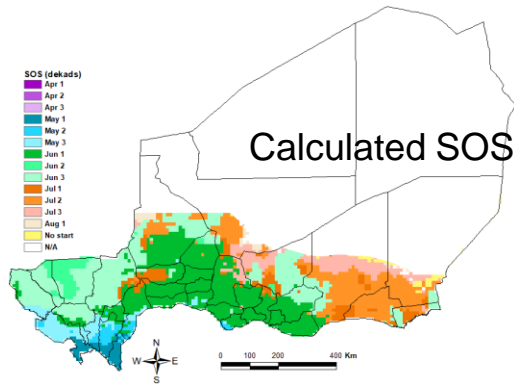 SOS (dekads)
Apr 1
Apr 2
Apr 3
May 1
May 2
May 3
Jun 1
Jun 2
Jun 3
Jul 1
Jul 2
Jul 3
Aug 1
No start
N/A
Calculated SOS
N
W E
S
0 100 200 400 Km